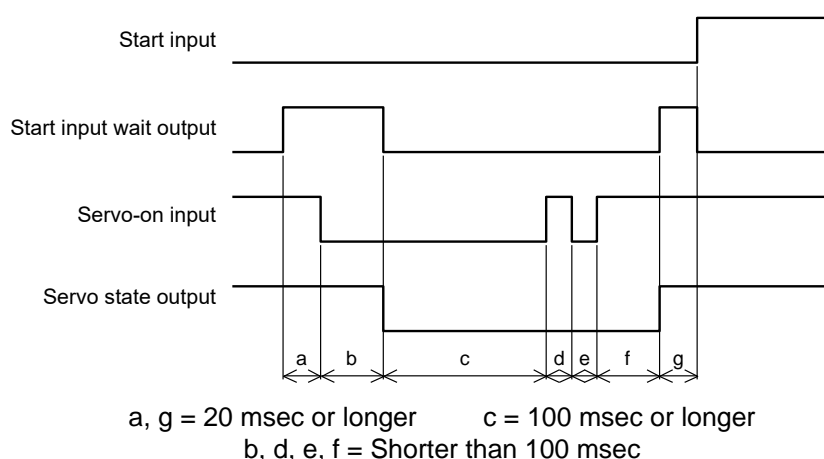 Start input
Start input wait output
Servo-on input
Servo state output
a b c d e f g
a, g = 20 msec or longer c = 100 msec or longer
b, d, e, f = Shorter than 100 msec